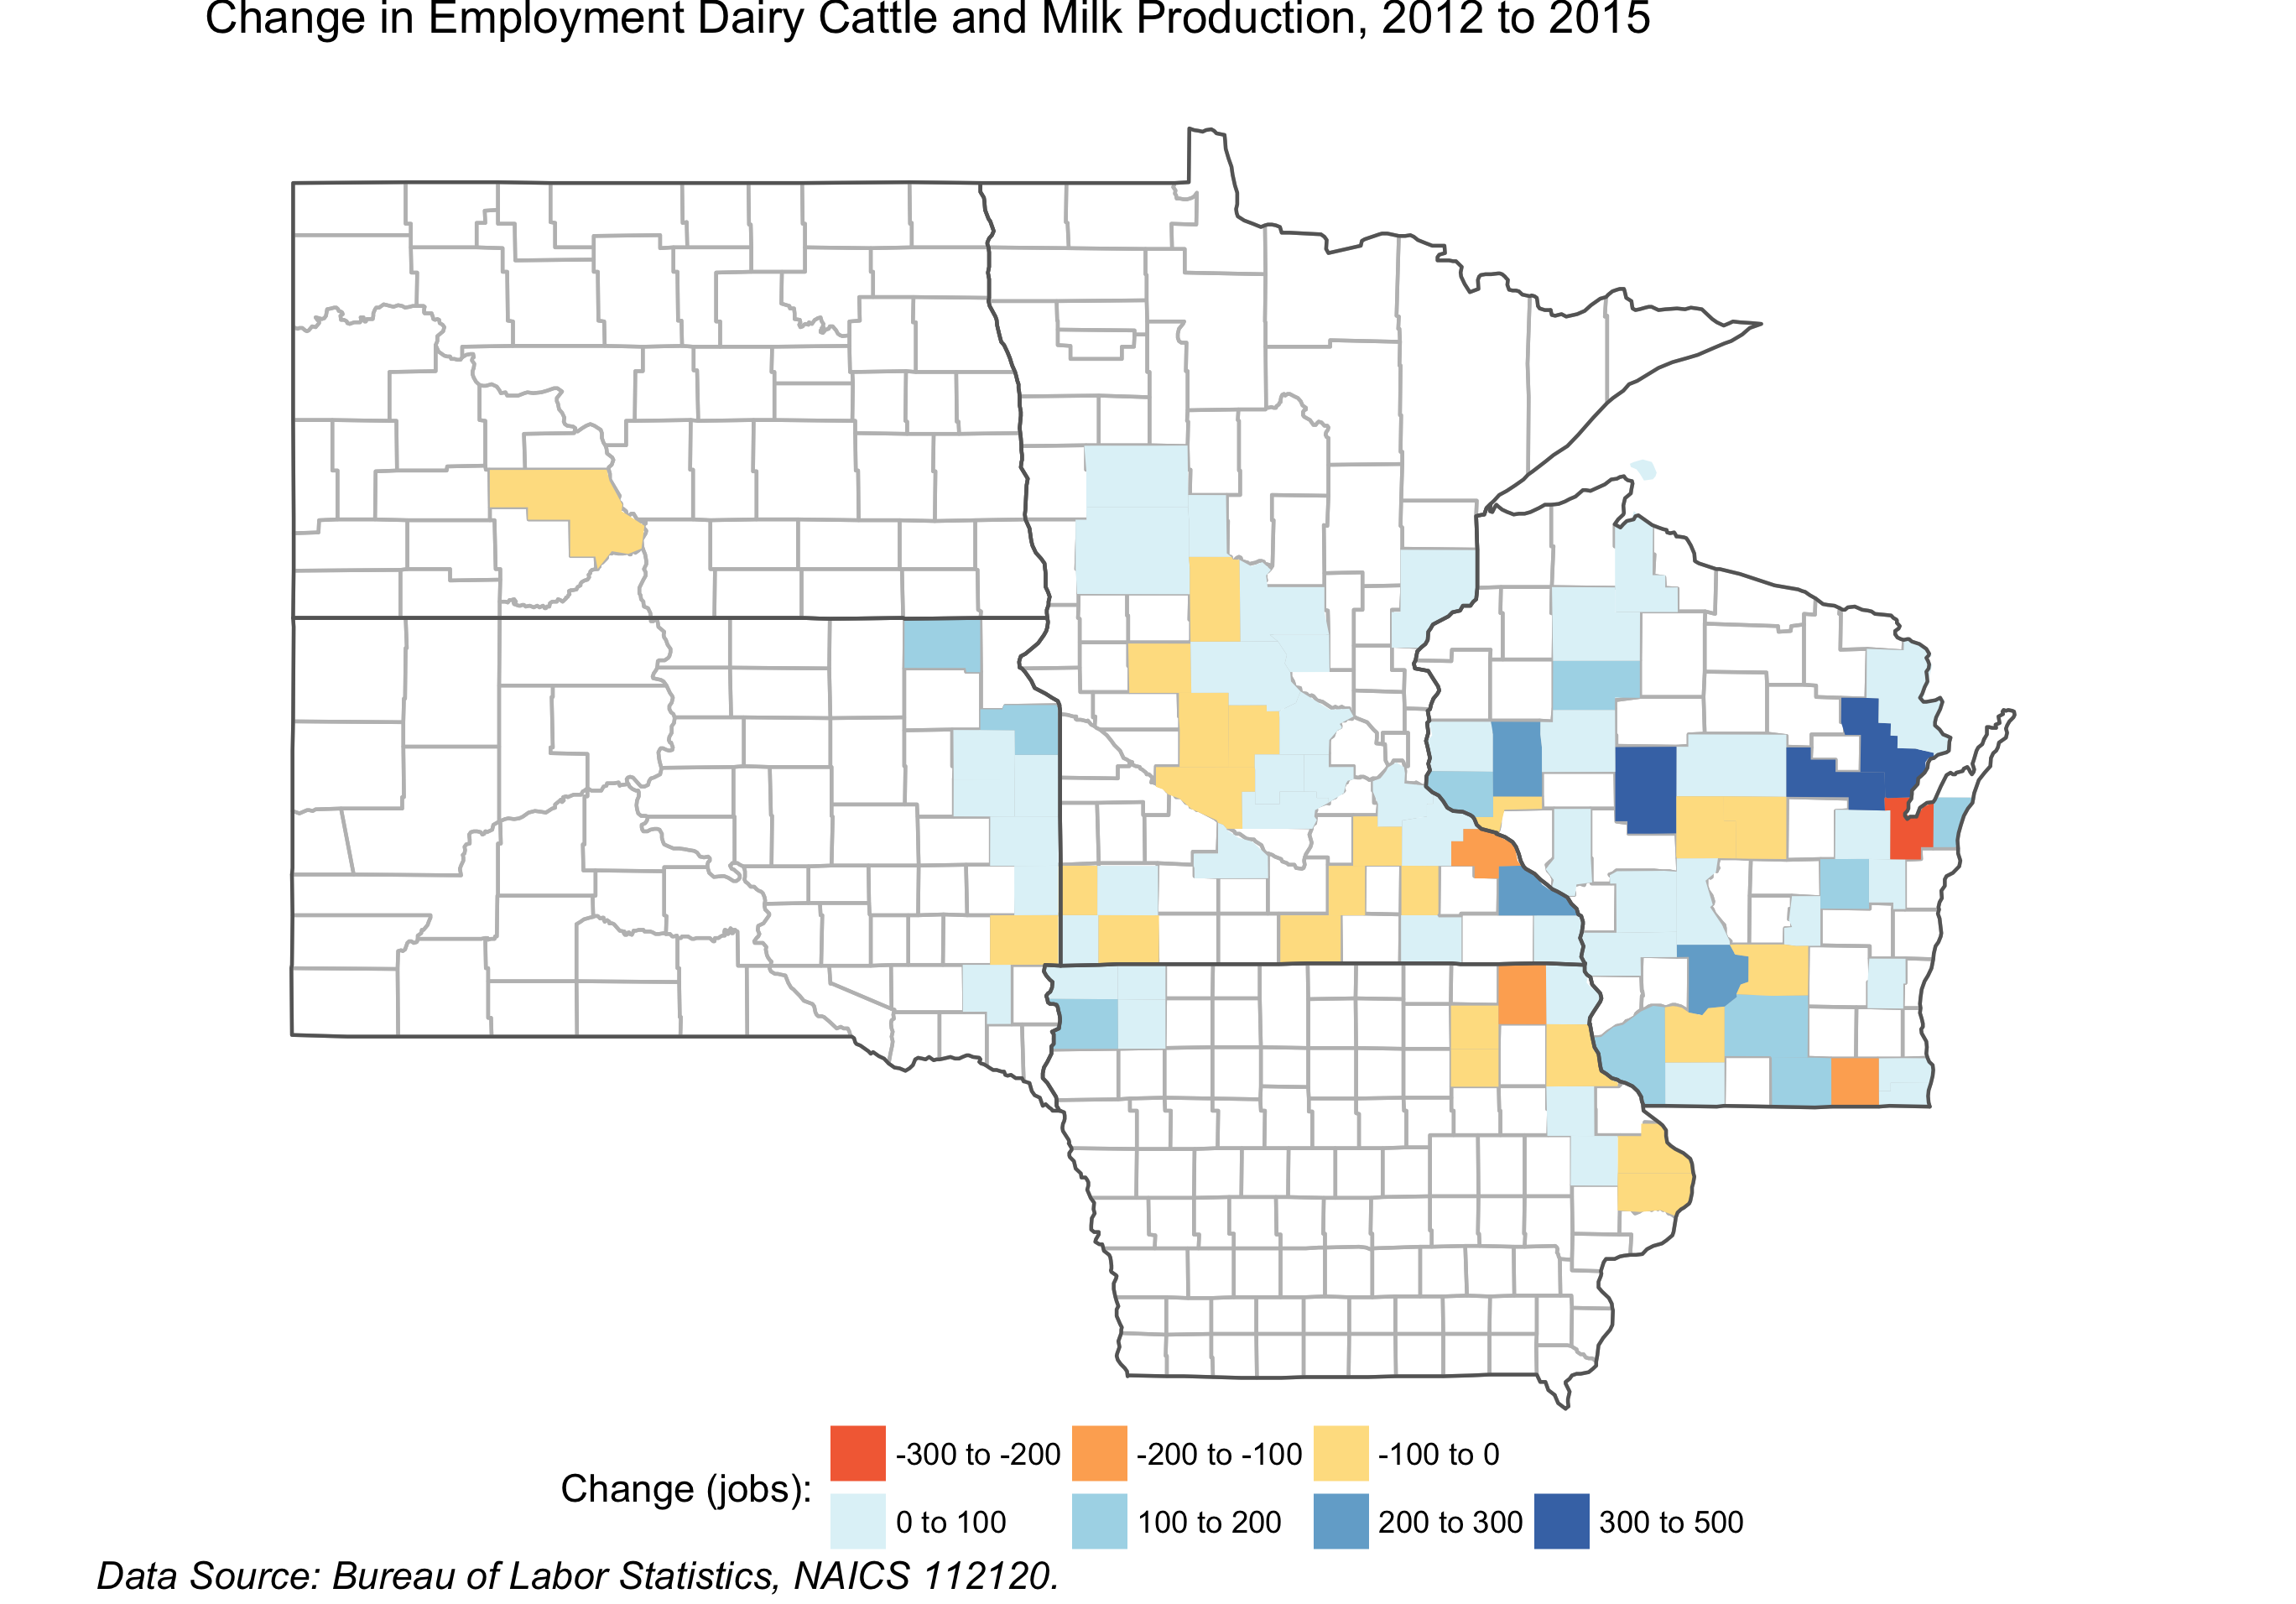 Change in Employment Dairy Cattle and Milk Production, 2012 to 2015
Change (jobs):
-300 to -200
-200 to -100
-100 to 0
0 to 100
100 to 200
200 to 300
300 to 500
Data Source: Bureau of Labor Statistics, NAICS 112120.